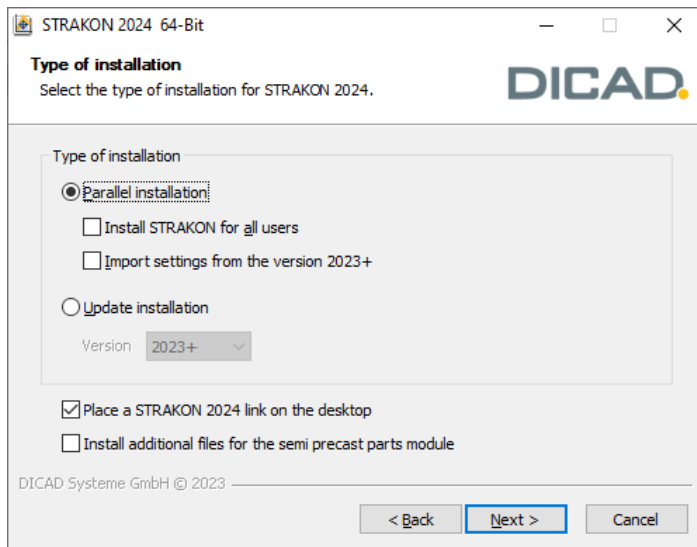 STRAKON 2024 64-Bit
Type of installation
Select the type of installation for STRAKON 2024.
DICAD.
Type of installation
Parallel installation
Install STRAKON for all users
Import settings from the version 2023+
Update installation
Version 2023+
Place a STRAKON 2024 link on the desktop
Install additional files for the semi precast parts module
DICAD Systeme GmbH © 2023
< Back Next > Cancel